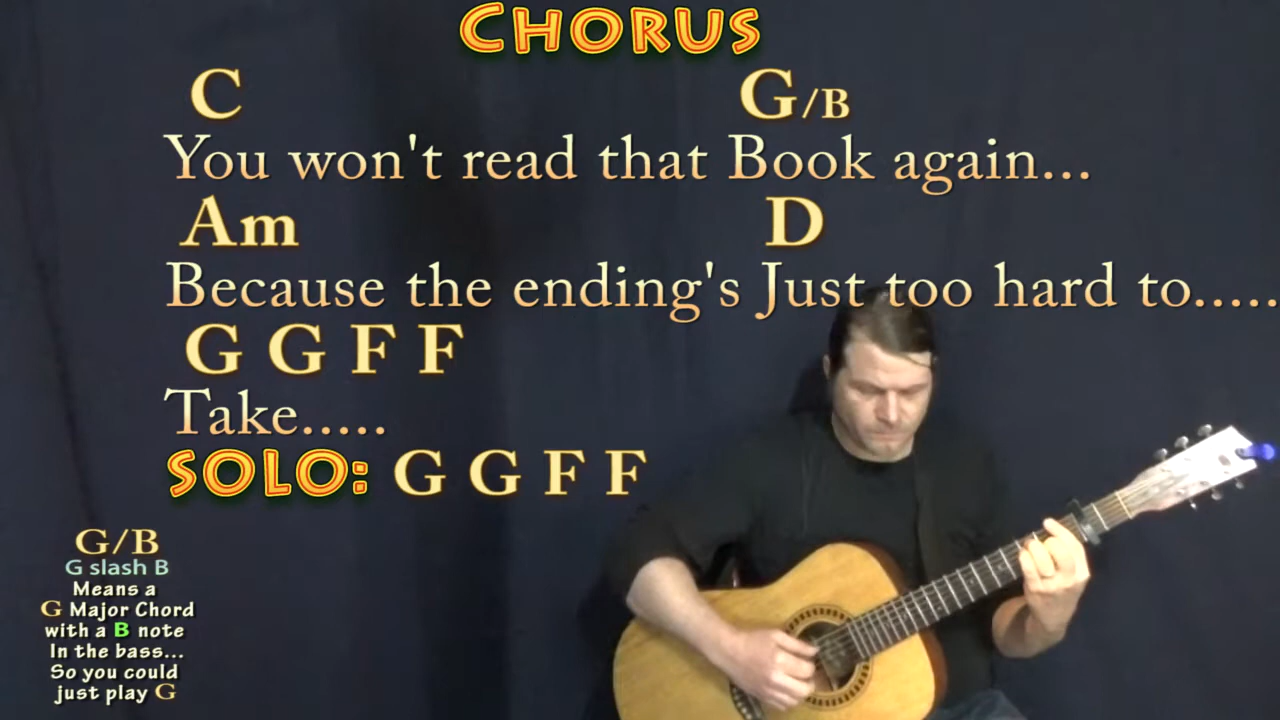 CHORUS
C G/B
You won't read that Book again...
Am D
Because the ending's Just too hard to.....
G G F F
Take.....
SOLO: G G F F
G/B
G slash B
Means a
G Major Chord
with a B note
In the bass...
So you could
just play G